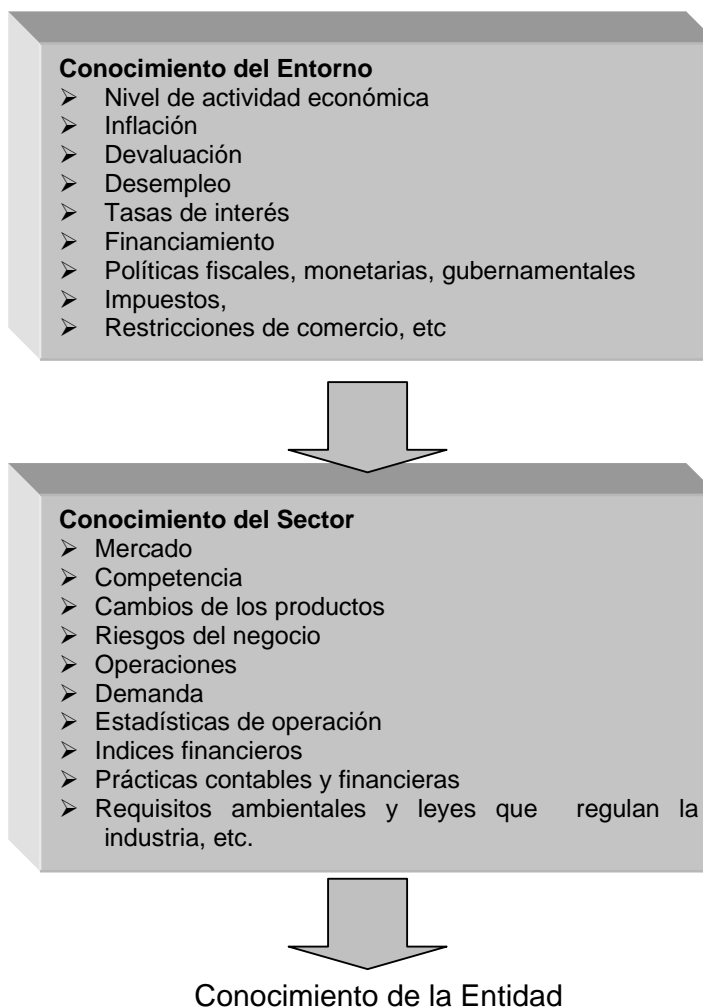 Conocimiento del Entorno
➢ Nivel de actividad económica
➢ Inflación
➢ Devaluación
➢ Desempleo
➢ Tasas de interés
➢ Financiamiento
➢ Políticas fiscales, monetarias, gubernamentales
➢ Impuestos,
➢ Restricciones de comercio, etc
Conocimiento del Sector
➢ Mercado
➢ Competencia
➢ Cambios de los productos
➢ Riesgos del negocio
➢ Operaciones
➢ Demanda
➢ Estadísticas de operación
➢ Indices financieros
➢ Prácticas contables y financieras
➢ Requisitos ambientales y leyes que regulan la
industria, etc.
Conocimiento de la Entidad